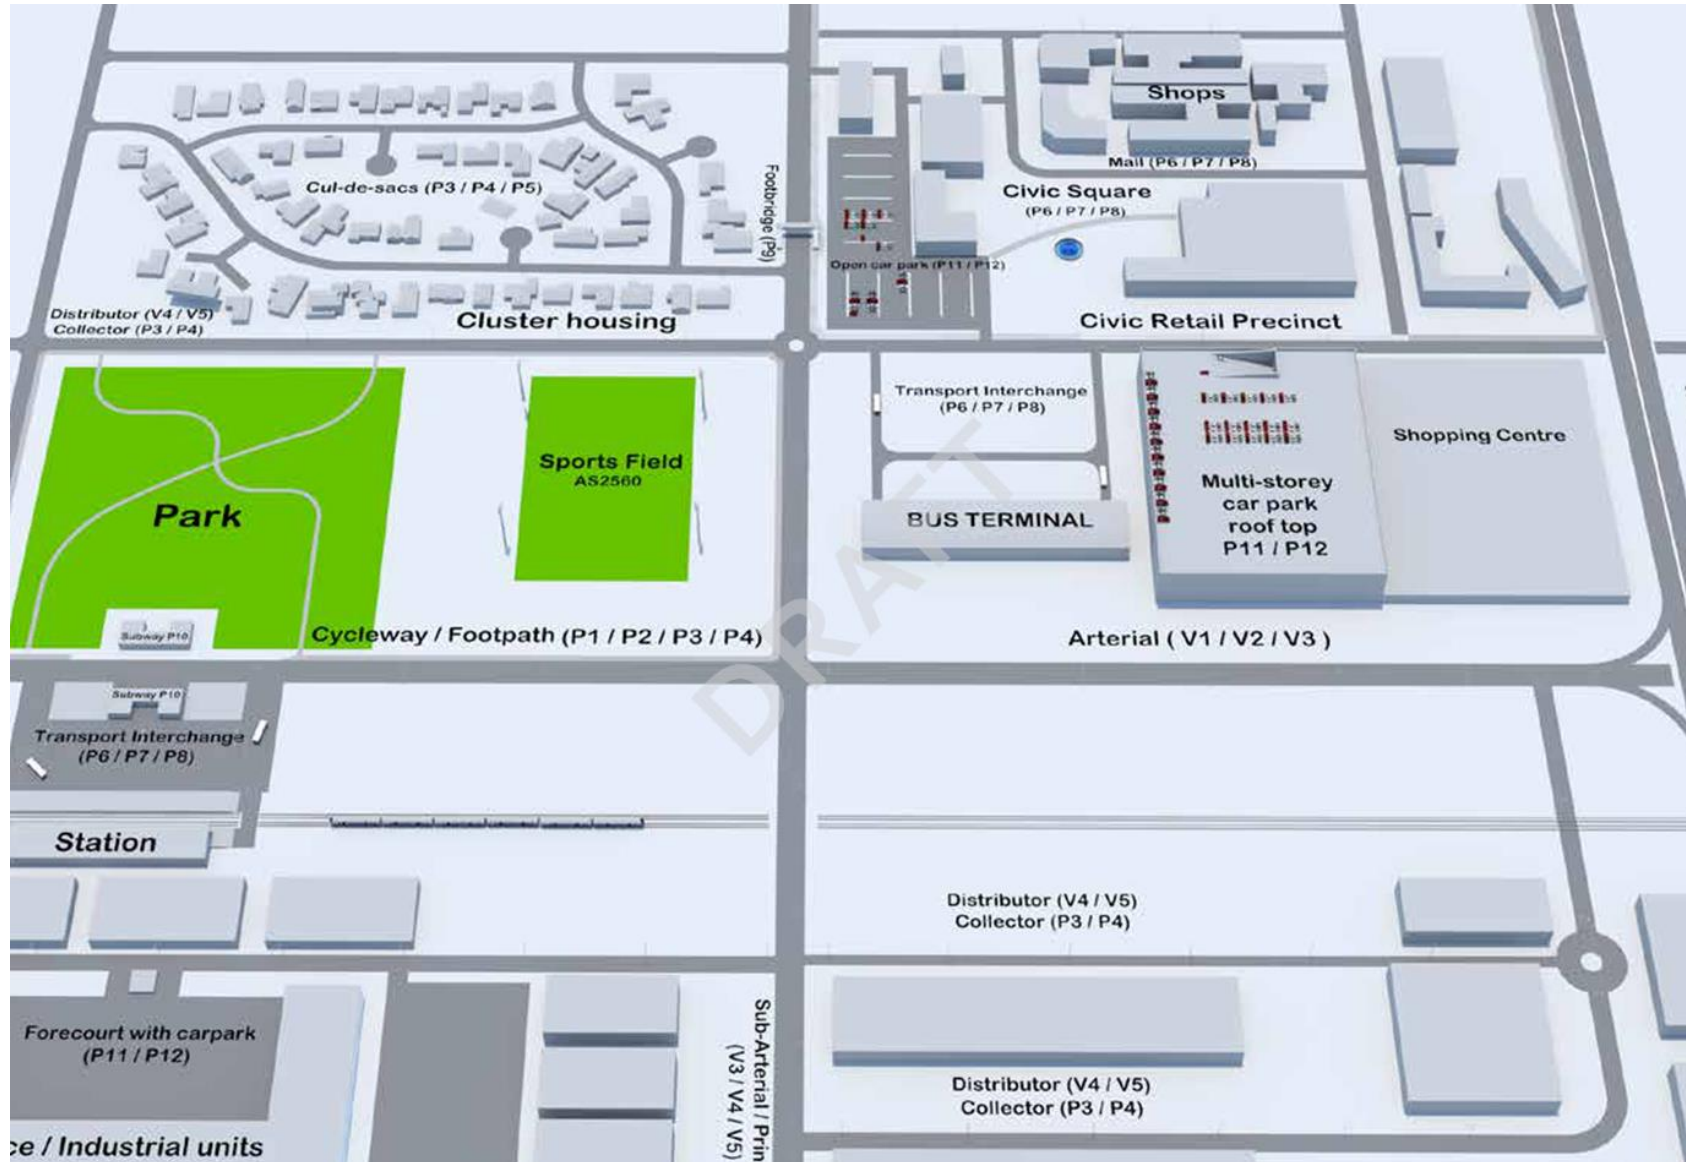 Shops
Mall (P6 / P7 / P8)
Cul-de-sacs (P3 / P4 / P5)
Footbridge (P9)
Civic Square
(P6 / P7 / P8)
Open car park (P11 / P12)
Distributor (V4 / V5)
Collector (P3 / P4)
Cluster housing
Civic Retail Precinct
Transport Interchange
(P6 / P7 / P8)
Shopping Centre
Sports Field
AS2560
Park
Multi-storey
car park
roof top
P11 / P12
BUS TERMINAL
DRAFT
Subway P10
Cycleway / Footpath (P1 / P2 / P3 / P4)
Arterial ( V1 / V2 / V3 )
Subway P10
Transport Interchange
(P6 / P7 / P8)
Station
Distributor (V4 / V5)
Collector (P3 / P4)
Forecourt with carpark
(P11 / P12)
Sub-Arterial / Prin
(V3 / V4 / V5)
Distributor (V4 / V5)
Collector (P3 / P4)
ce / Industrial units